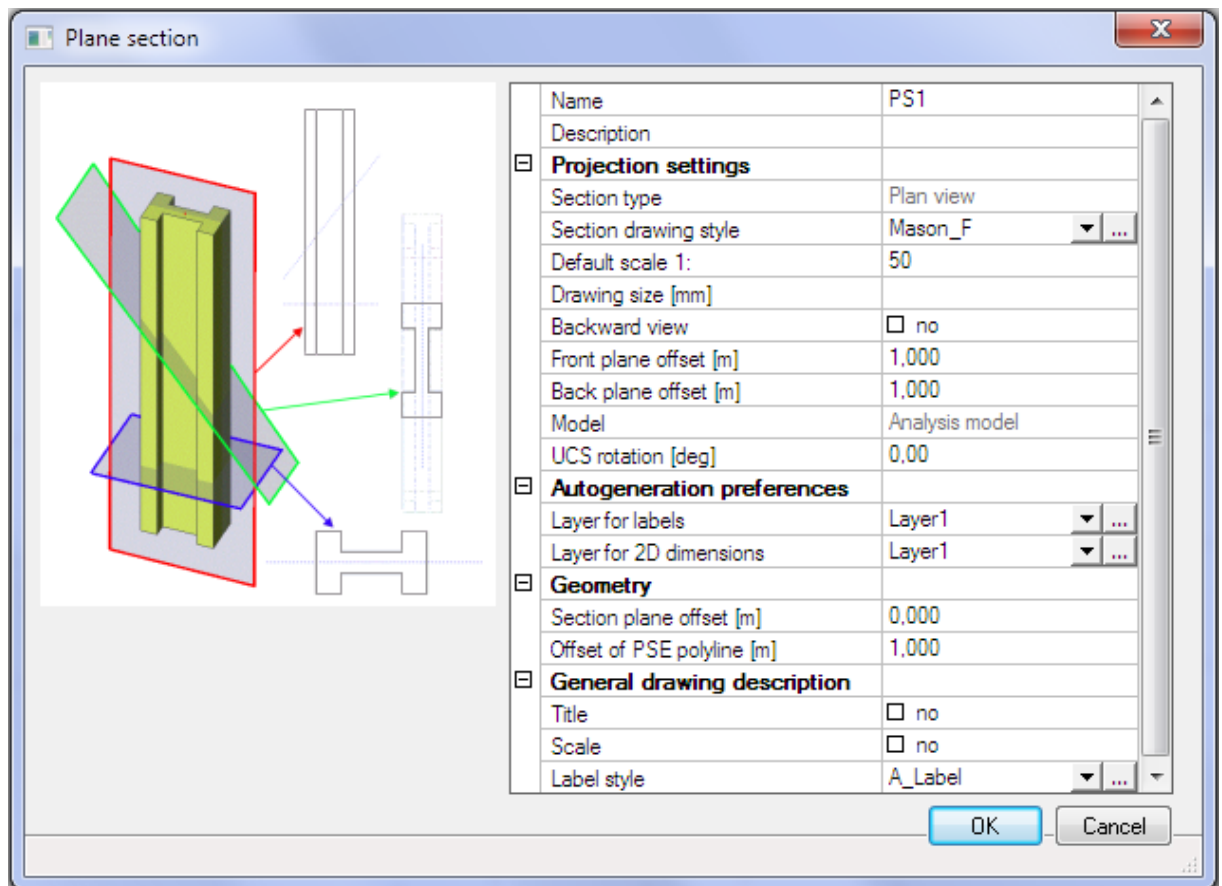 Plane section
Name PS1
Description
Projection settings
Section type Plan view
Section drawing style Mason_F ...
Default scale 1: 50
Drawing size [mm]
Backward view no
Front plane offset [m] 1,000
Back plane offset [m] 1,000
Model Analysis model
UCS rotation [deg] 0,00
Autogeneration preferences
Layer for labels Layer1 ...
Layer for 2D dimensions Layer1 ...
Geometry
Section plane offset [m] 0,000
Offset of PSE polyline [m] 1,000
General drawing description
Title no
Scale no
Label style A_Label ...
OK Cancel